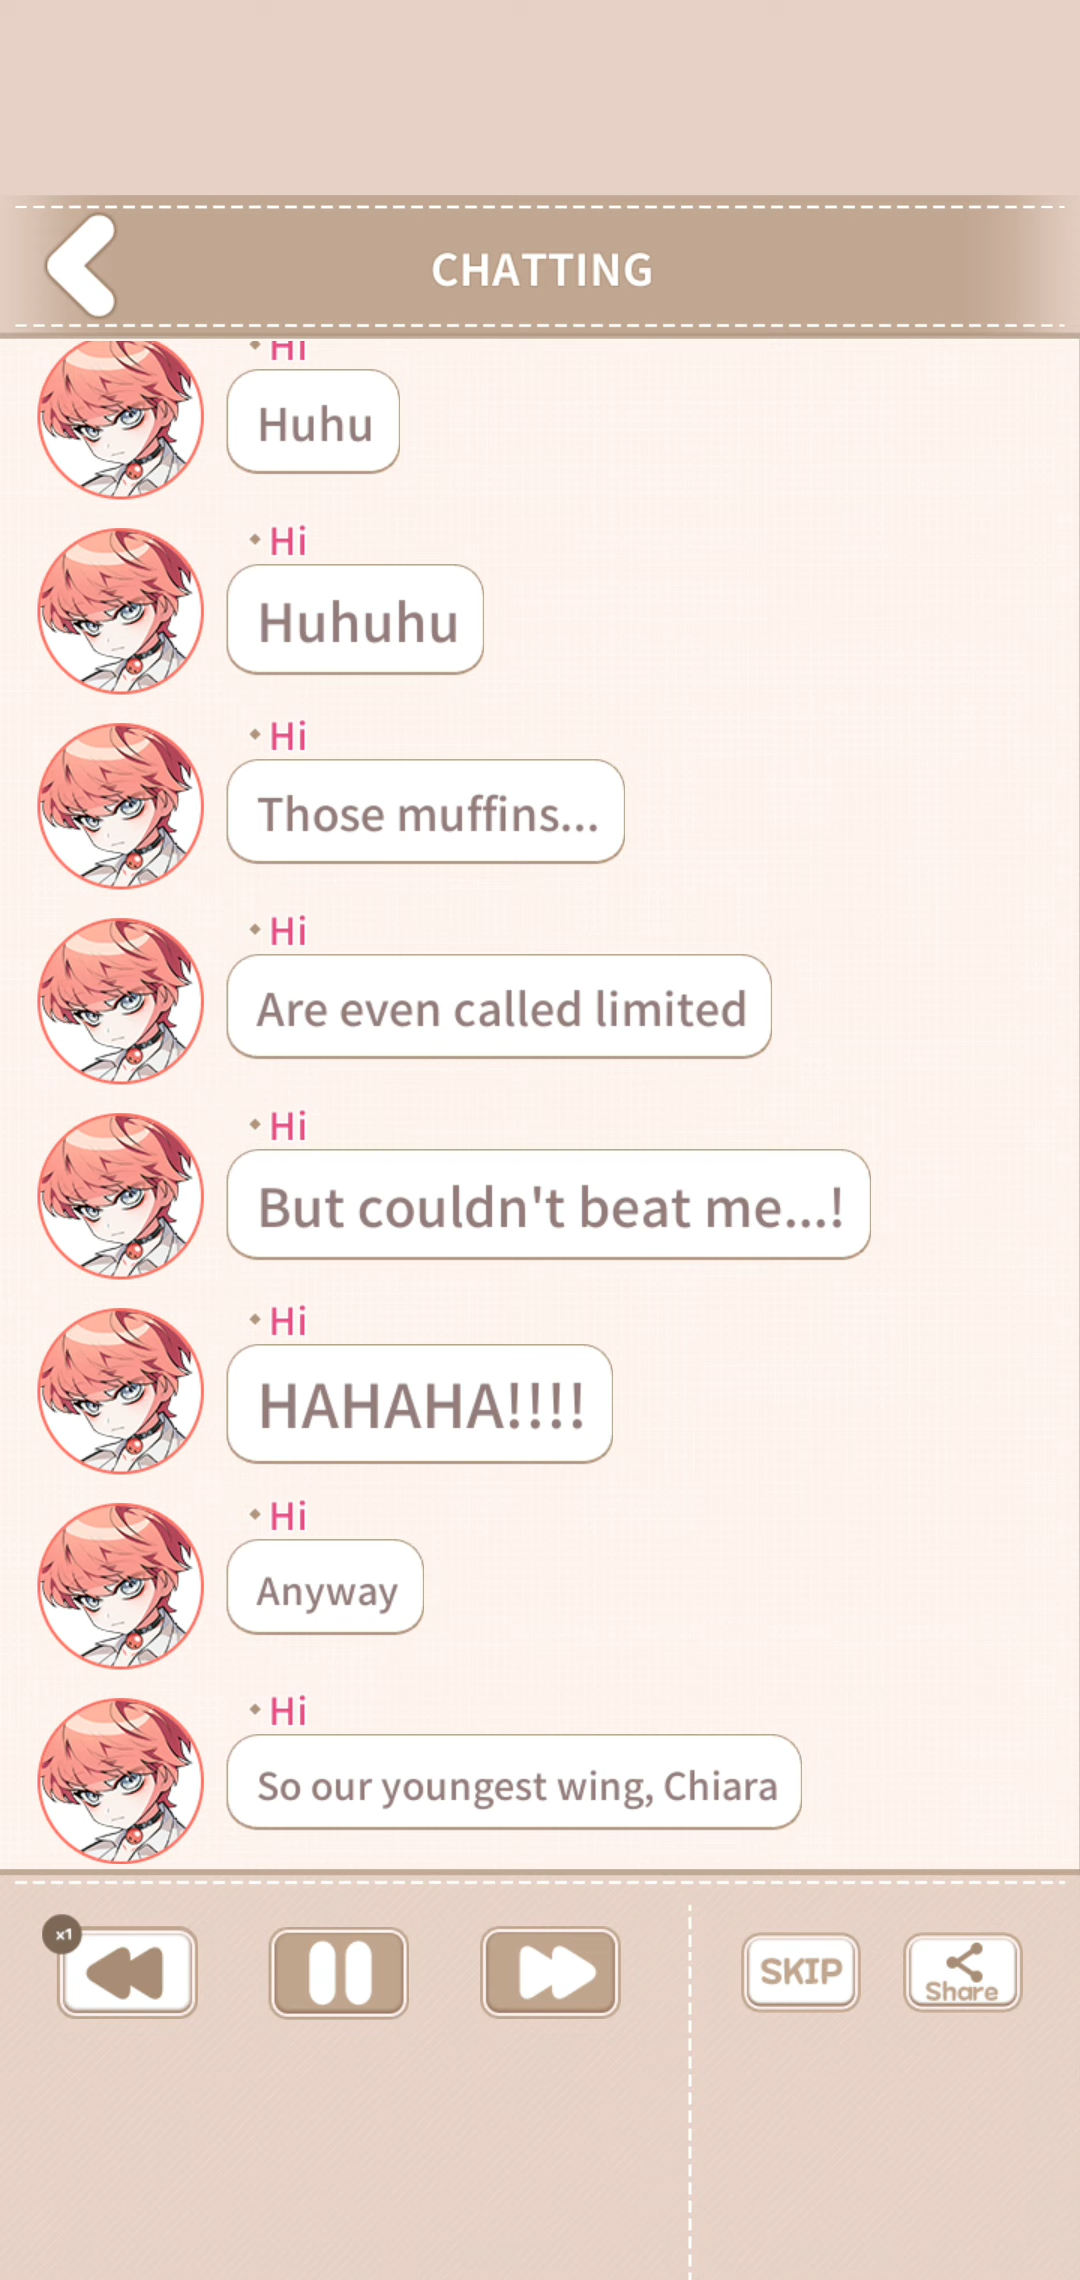 CHATTING
Hi
Huhu
Hi
Huhuhu
Hi
Those muffins...
Hi
Are even called limited
Hi
But couldn't beat me...!
Hi
HAHAHA!!!!
Hi
Anyway
Hi
So our youngest wing, Chiara
x1
SKIP
Share